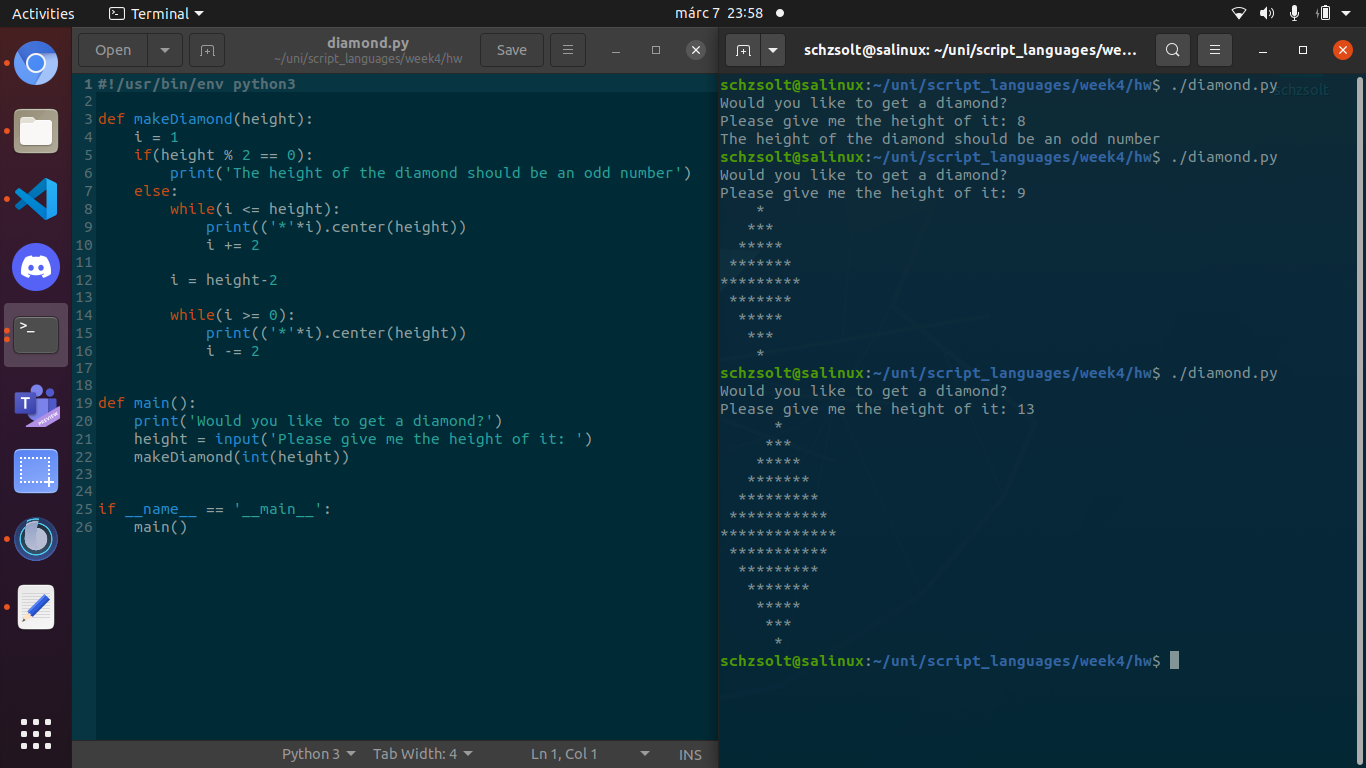 Activities
Terminal
márc 7 23:58
Open
diamond.py
~/uni/script_languages/week4/hw
Save
1 #!/usr/bin/env python3
2
3 def makeDiamond(height):
4     i = 1
5     if(height % 2 == 0):
6         print('The height of the diamond should be an odd number')
7     else:
8         while(i <= height):
9             print(('*'*i).center(height))
10             i += 2
11
12         i = height-2
13
14         while(i >= 0):
15             print(('*'*i).center(height))
16             i -= 2
17
18
19 def main():
20     print('Would you like to get a diamond?')
21     height = input('Please give me the height of it: ')
22     makeDiamond(int(height))
23
24
25 if __name__ == '__main__':
26     main()
Python 3
Tab Width: 4
Ln 1, Col 1
INS
schzsolt@salinux: ~/uni/script_languages/we...
schzsolt@salinux:~/uni/script_languages/week4/hw$ ./diamond.py
schzsolt
Would you like to get a diamond?
Please give me the height of it: 8
The height of the diamond should be an odd number
schzsolt@salinux:~/uni/script_languages/week4/hw$ ./diamond.py
Would you like to get a diamond?
Please give me the height of it: 9
    *
   ***
  *****
 *******
*********
 *******
  *****
   ***
    *
schzsolt@salinux:~/uni/script_languages/week4/hw$ ./diamond.py
Would you like to get a diamond?
Please give me the height of it: 13
      *
     ***
    *****
   *******
  *********
 ***********
*************
 ***********
  *********
   *******
    *****
     ***
      *
schzsolt@salinux:~/uni/script_languages/week4/hw$
>_
T
PREVIEW